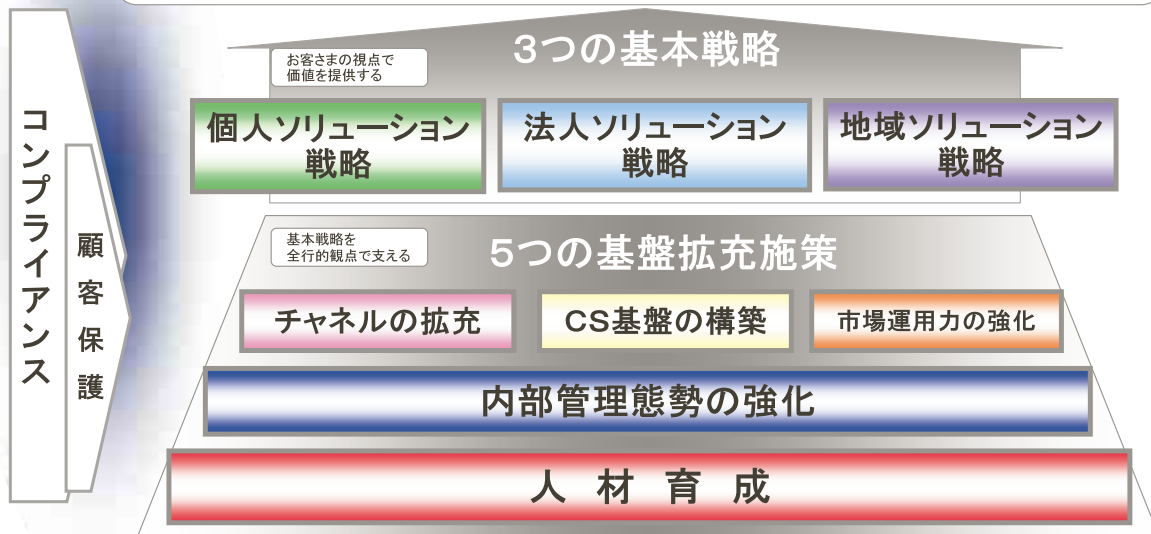 コンプライアンス
顧客保護
3つの基本戦略
お客さまの視点で
価値を提供する
個人ソリューション
戦略
法人ソリューション
戦略
地域ソリューション
戦略
5つの基盤拡充施策
基本戦略を
全行的観点で支える
チャネルの拡充
CS基盤の構築
市場運用力の強化
内部管理態勢の強化
人材育成